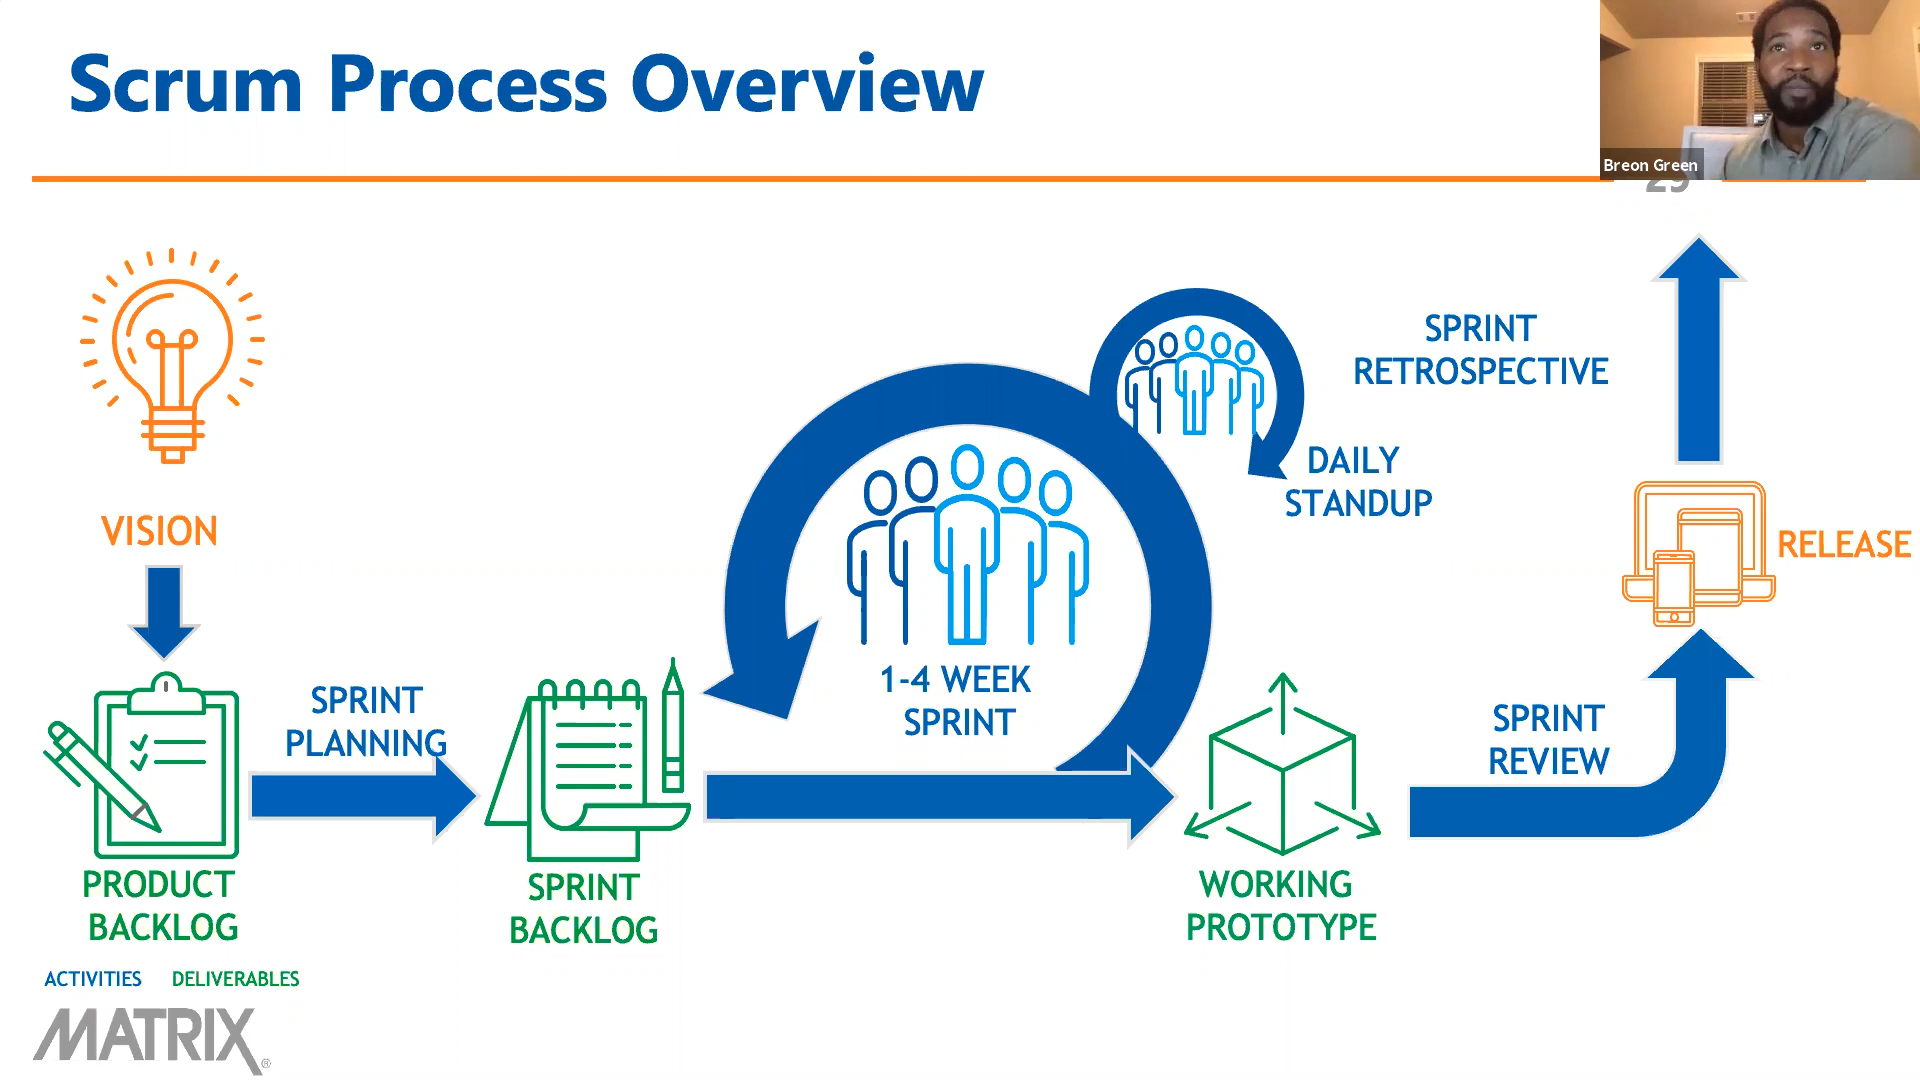 Scrum Process Overview
Breon Green
29
SPRINT
RETROSPECTIVE
DAILY
STANDUP
VISION
RELEASE
1-4 WEEK
SPRINT
SPRINT
PLANNING
SPRINT
REVIEW
PRODUCT
BACKLOG
SPRINT
BACKLOG
WORKING
PROTOTYPE
ACTIVITIES DELIVERABLES
MATRIX®